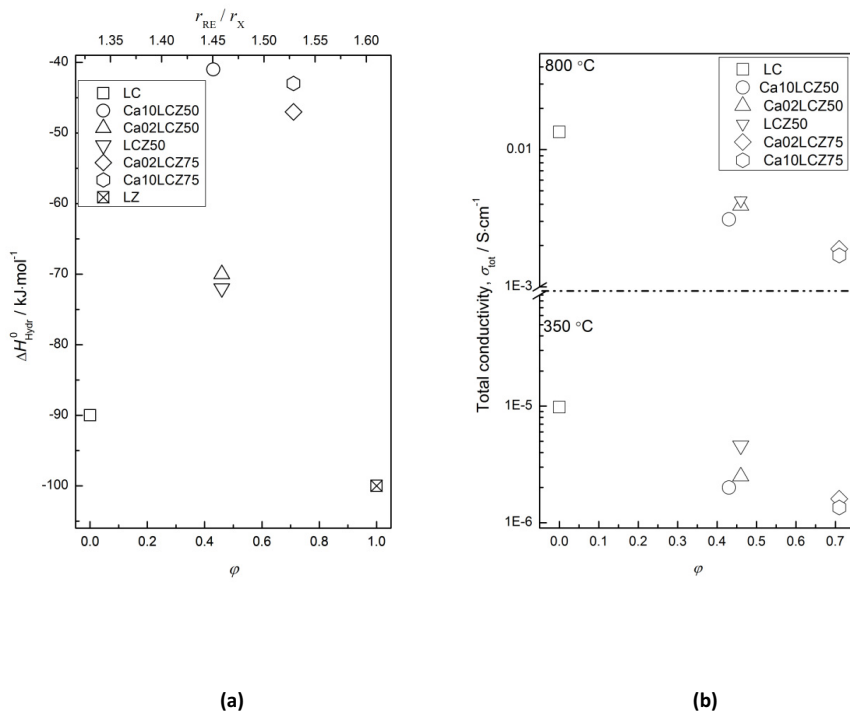 r_RE / r_X
1.35 1.40 1.45 1.50 1.55 1.60
-40
-50
-60
-70
-80
-90
-100
ΔH⁰_Hydr / kJ·mol⁻¹
LC
Ca10LCZ50
Ca02LCZ50
LCZ50
Ca02LCZ75
Ca10LCZ75
LZ
0.0 0.2 0.4 0.6 0.8 1.0
φ
(a)
800 °C
LC
Ca10LCZ50
Ca02LCZ50
LCZ50
Ca02LCZ75
Ca10LCZ75
0.01
1E-3
350 °C
1E-5
1E-6
Total conductivity, σ_tot / S·cm⁻¹
0.0 0.1 0.2 0.3 0.4 0.5 0.6 0.7
φ
(b)